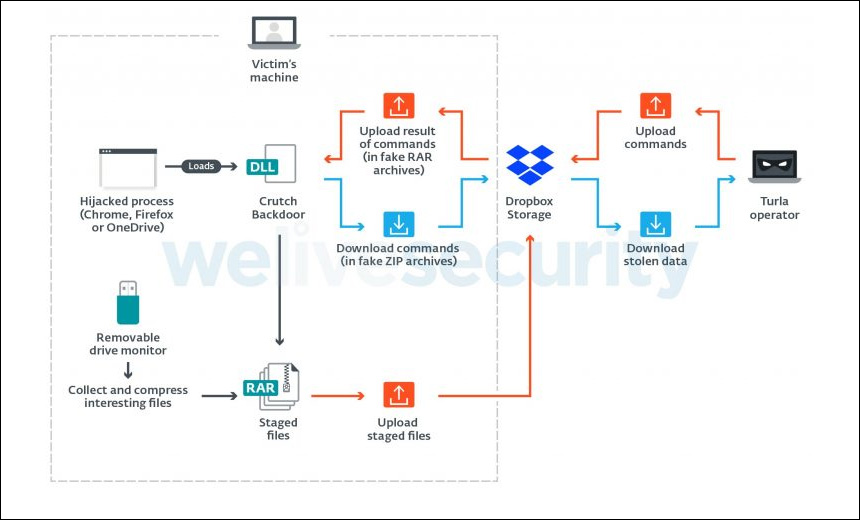 Victim's
machine
Upload result
of commands
(in fake RAR
archives)
Upload
commands
Loads
DLL
Hijacked process
(Chrome, Firefox
or OneDrive)
Crutch
Backdoor
Dropbox
Storage
Turla
operator
Download commands
(in fake ZIP archives)
Download
stolen data
welivesecurity
Removable
drive monitor
Collect and compress
interesting files
RAR
Staged
files
Upload
staged files